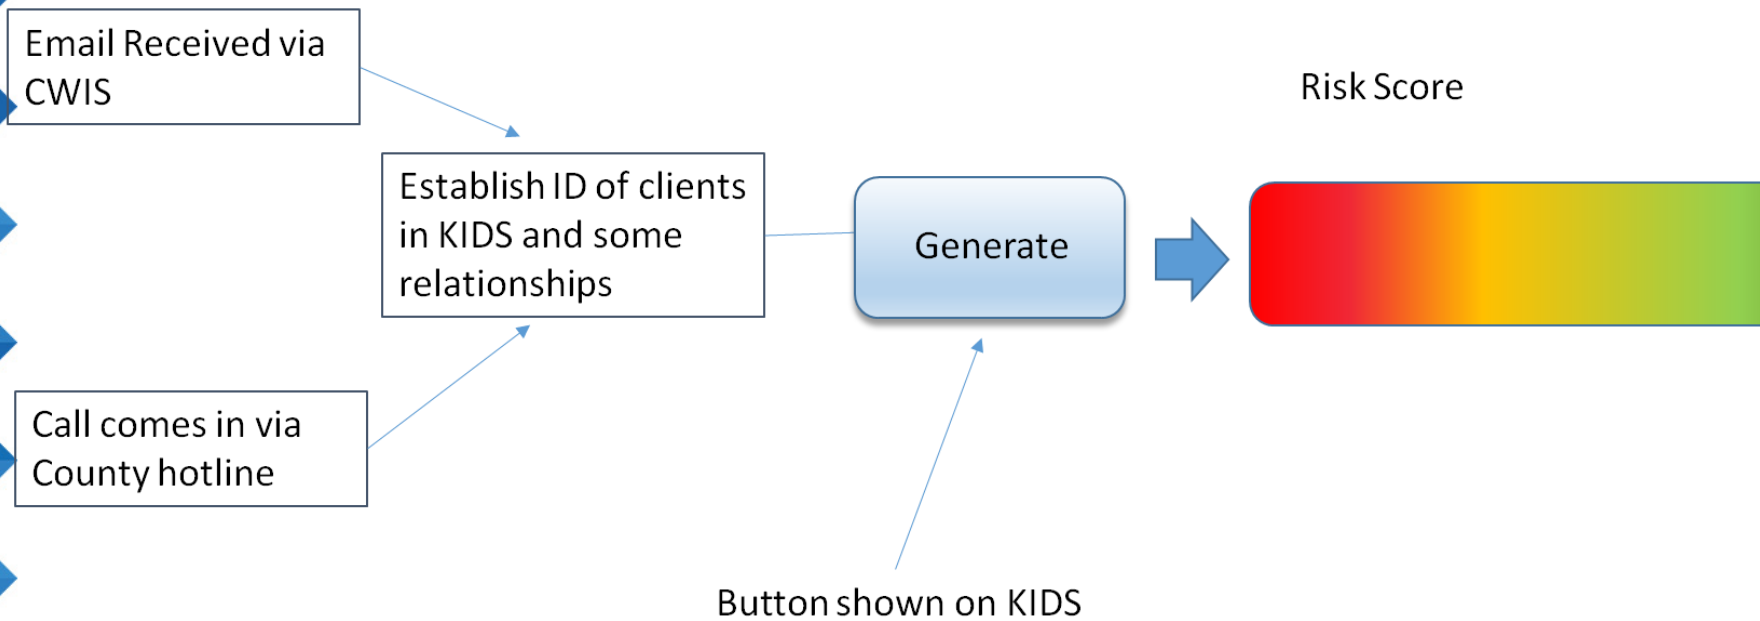 Email Received via
CWIS
Risk Score
Establish ID of clients
in KIDS and some
relationships
Generate
Call comes in via
County hotline
Button shown on KIDS